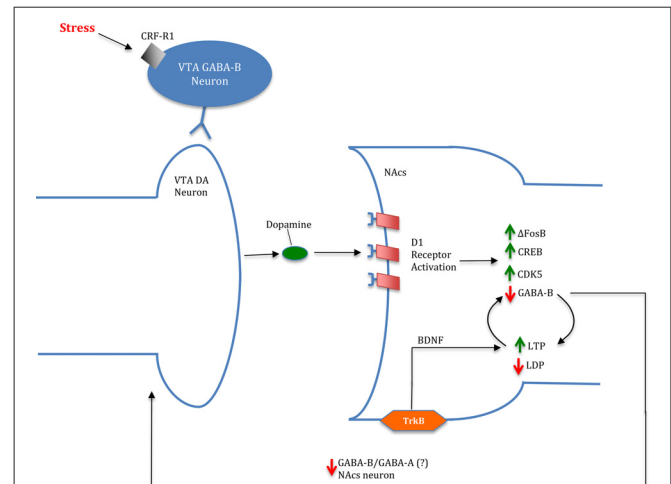 Stress
CRF-R1
VTA GABA-B
Neuron
VTA DA
Neuron
Dopamine
NAcs
D1
Receptor
Activation
ΔFosB
CREB
CDK5
GABA-B
BDNF
LTP
LDP
TrkB
GABA-B/GABA-A (?)
NAcs neuron